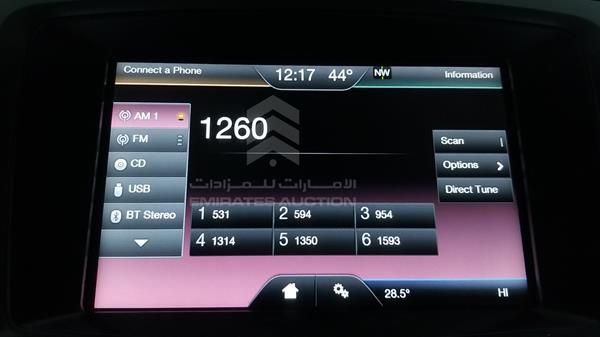 Connect a Phone
12:17 44°
NW
Information
AM 1
1260
FM
Scan
CD
Options
USB
Direct Tune
الامارات للمزادات
EMIRATES AUCTION
BT Stereo
1 531
2 594
3 954
4 1314
5 1350
6 1593
28.5°
HI